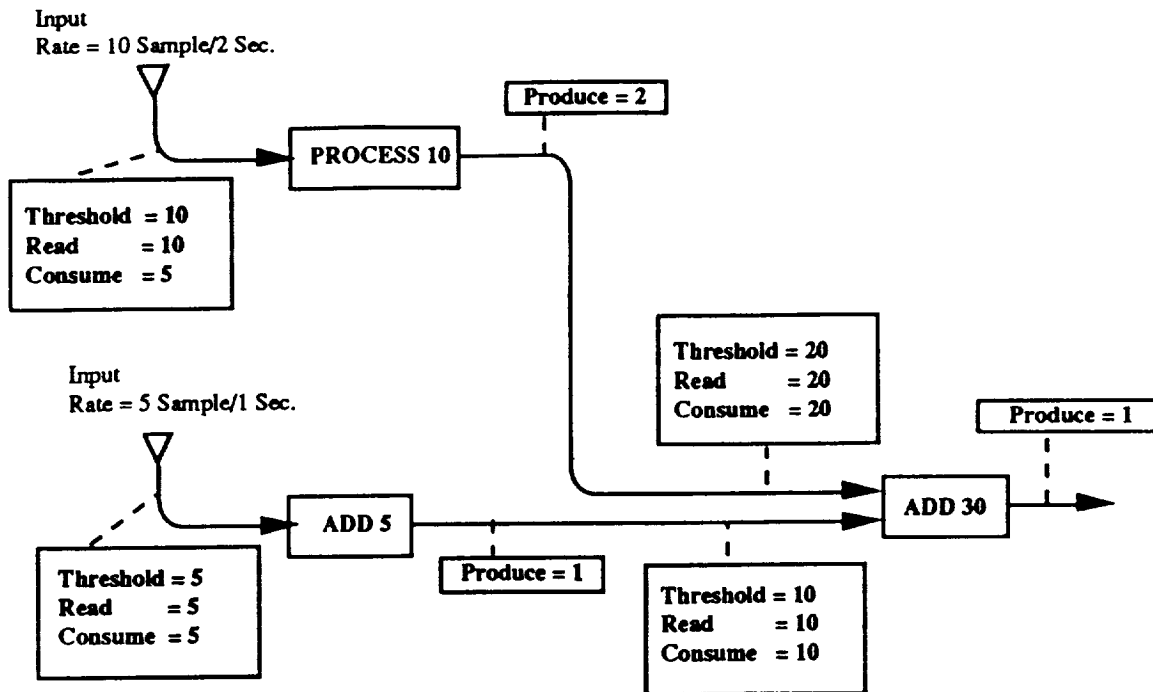 Input
Rate = 10 Sample/2 Sec.
Produce = 2
PROCESS 10
Threshold = 10
Read = 10
Consume = 5
Threshold = 20
Read = 20
Consume = 20
Input
Rate = 5 Sample/1 Sec.
Produce = 1
ADD 30
ADD 5
Produce = 1
Threshold = 5
Read = 5
Consume = 5
Threshold = 10
Read = 10
Consume = 10